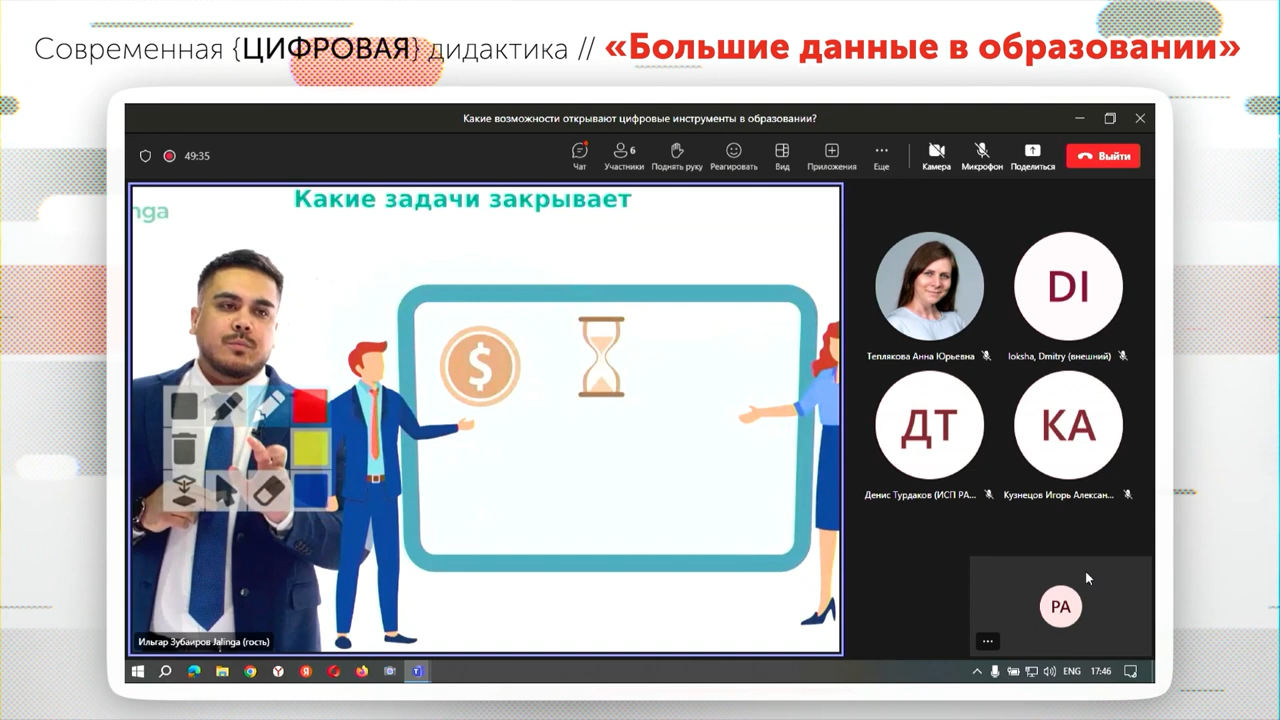 Современная {ЦИФРОВАЯ} дидактика // «Большие данные в образовании»
Какие возможности открывают цифровые инструменты в образовании?
49:35
Чат
6
Участники
Поднять руку
Реагировать
Вид
Приложения
Еще
Камера
Микрофон
Поделиться
Выйти
Какие задачи закрывает
nga
$
Ильгар Зубаиров Jalinga (гость)
Теплякова Анна Юрьевна
DI
loksha, Dmitry (внешний)
ДТ
Денис Турдаков (ИСП РА...
КА
Кузнецов Игорь Алексан...
РА
ENG
17:46